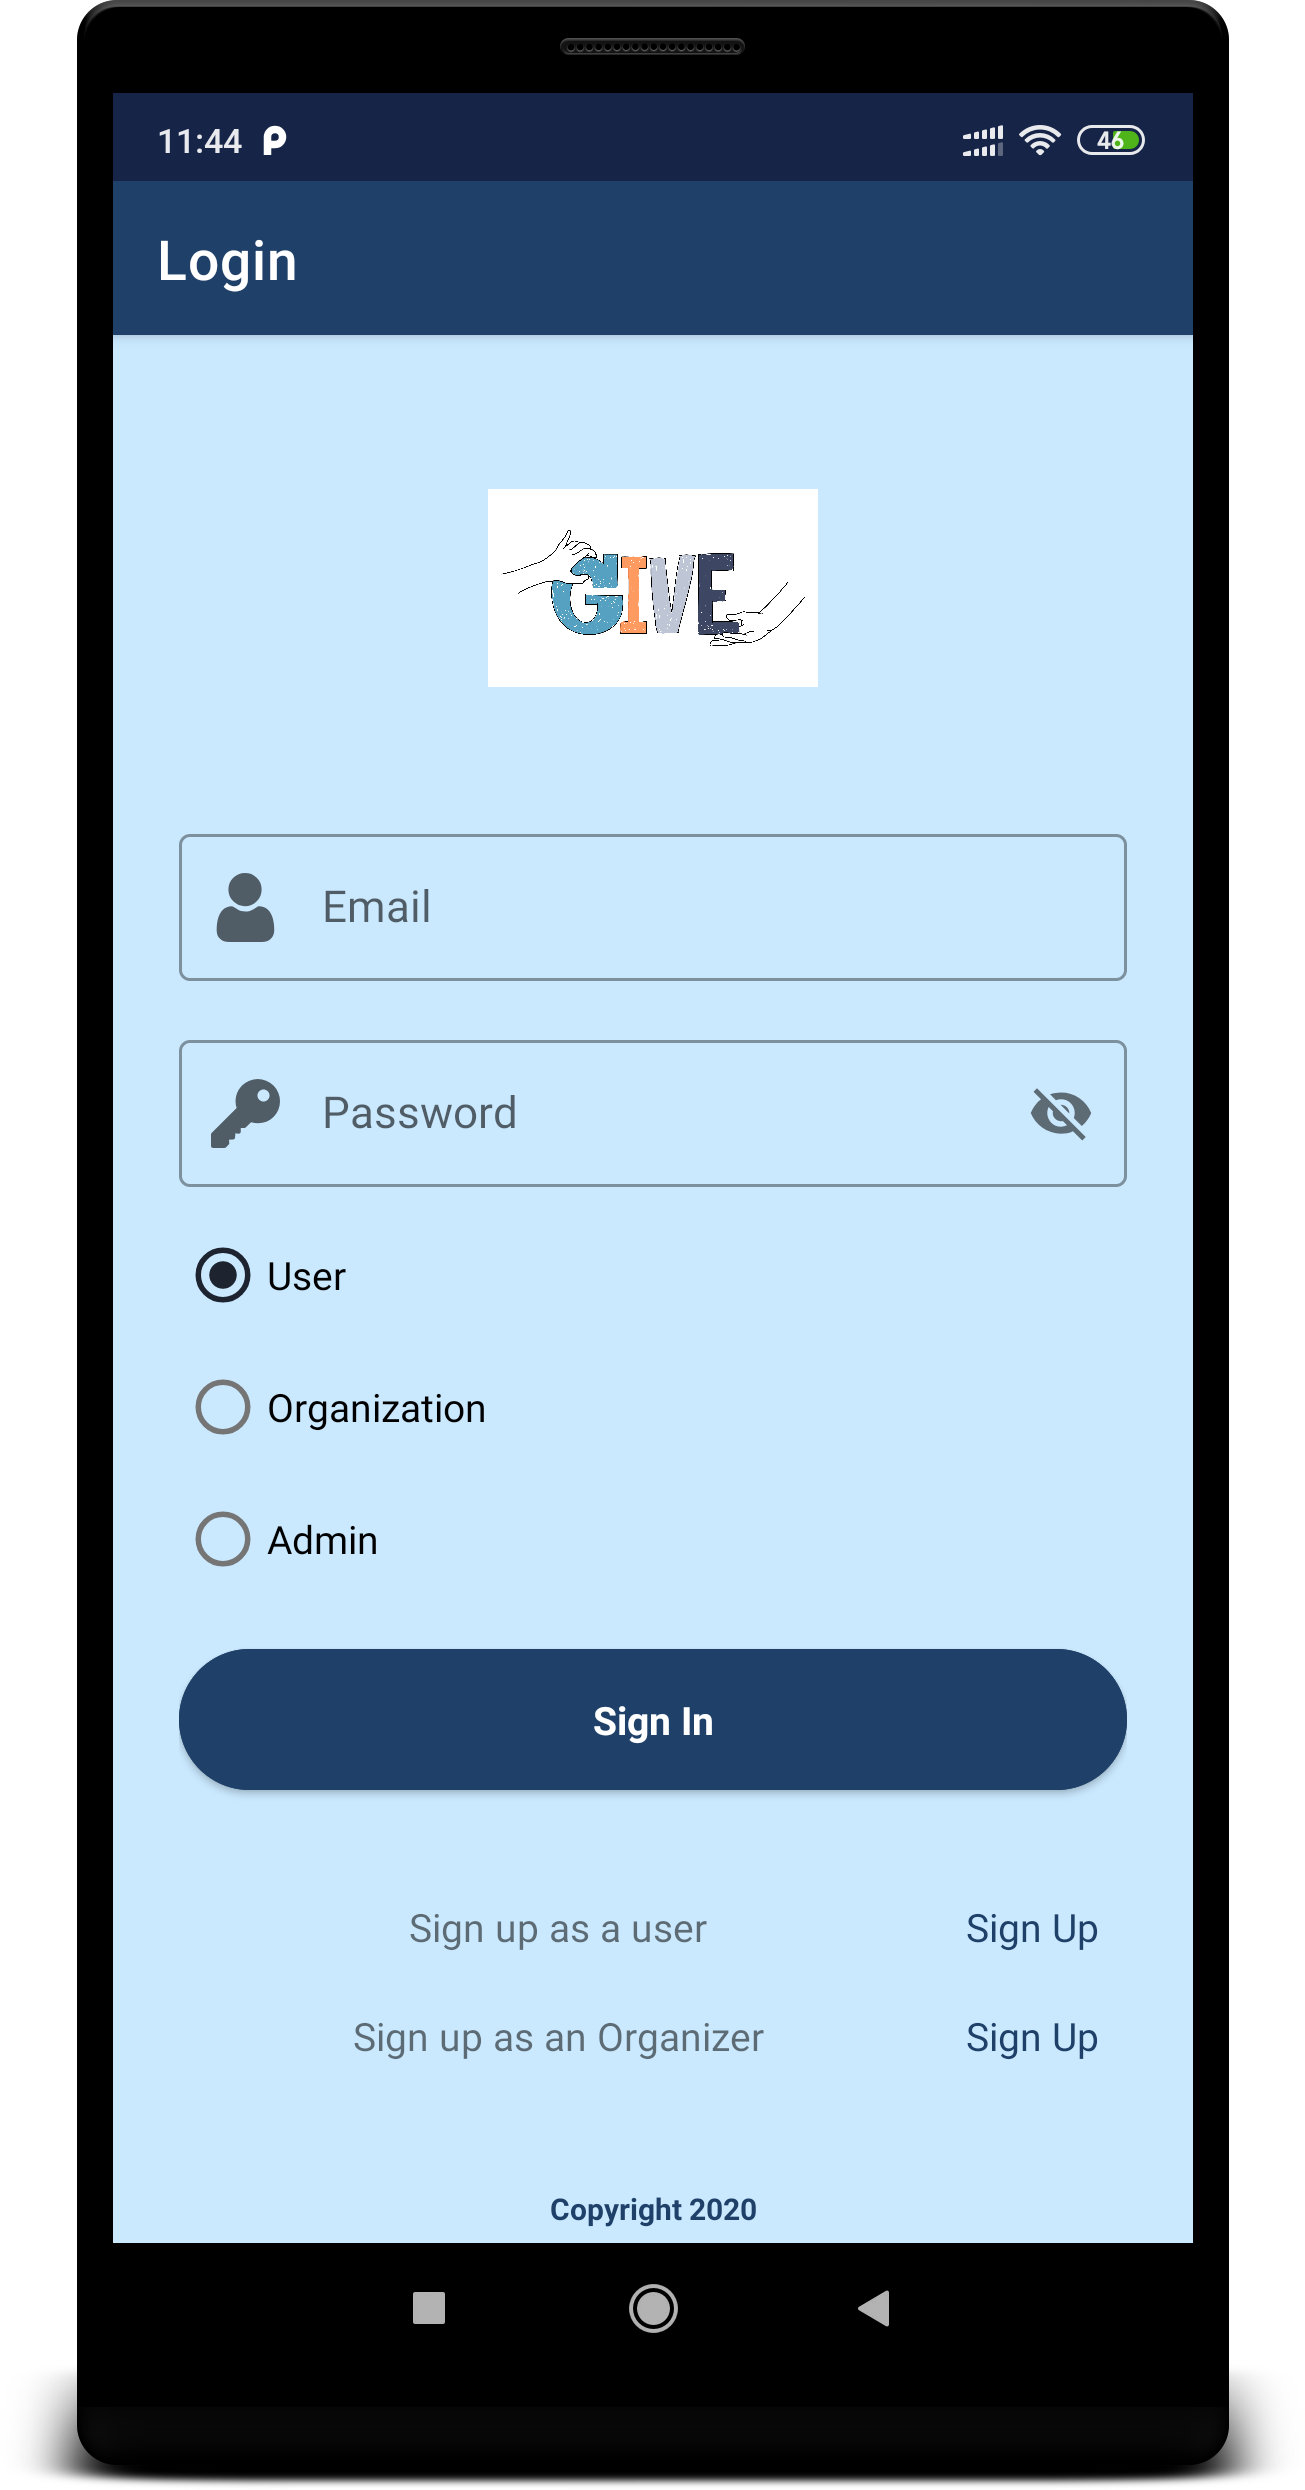 11:44
46
Login
GIVE
Email
Password
User
Organization
Admin
Sign In
Sign up as a user Sign Up
Sign up as an Organizer Sign Up
Copyright 2020